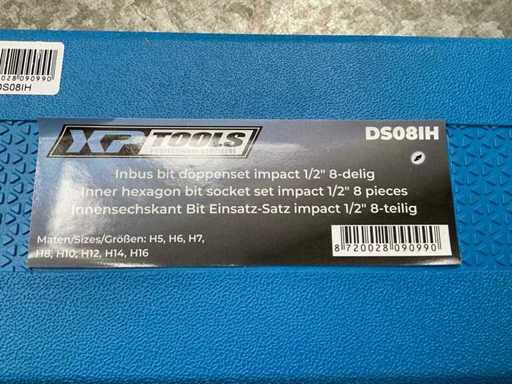 028090990
DS08IH
XP TOOLS
DS08IH
Inbus bit doppenset impact 1/2" 8-delig
Inner hexagon bit socket set impact 1/2" 8 pieces
Innensechskant Bit Einsatz-Satz impact 1/2" 8-teilig
Maten/Sizes/Größen: H5, H6, H7,
H8, H10, H12, H14, H16
8 720028 090990